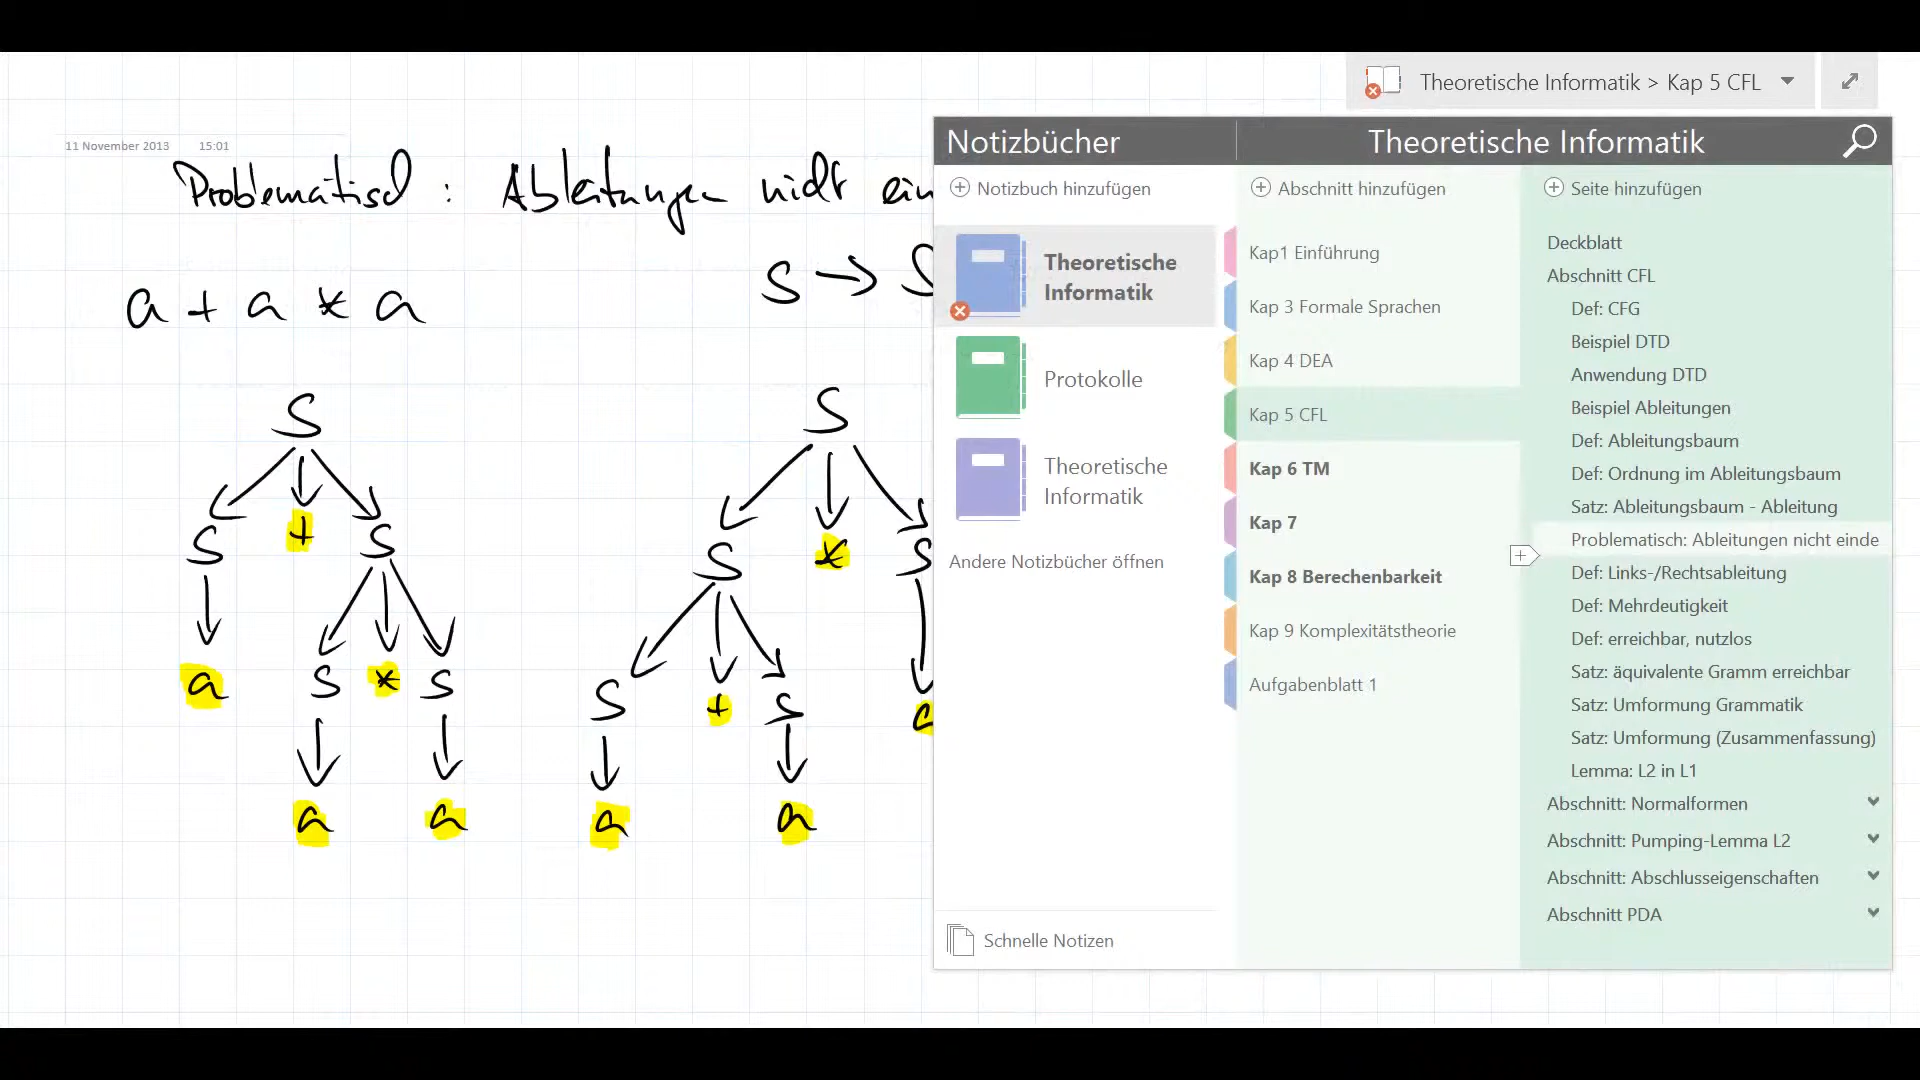 Theoretische Informatik > Kap 5 CFL
11 November 2013 15:01
Problematisch: Ableitungen nicht ein
S → S
a + a * a
S
S + S
a S * S
a a
S
S * S
S + S
a a
Notizbücher
Notizbuch hinzufügen
Theoretische
Informatik
Protokolle
Theoretische
Informatik
Andere Notizbücher öffnen
Schnelle Notizen
Theoretische Informatik
Abschnitt hinzufügen
Kap1 Einführung
Kap 3 Formale Sprachen
Kap 4 DEA
Kap 5 CFL
Kap 6 TM
Kap 7
Kap 8 Berechenbarkeit
Kap 9 Komplexitätstheorie
Aufgabenblatt 1
Seite hinzufügen
Deckblatt
Abschnitt CFL
Def: CFG
Beispiel DTD
Anwendung DTD
Beispiel Ableitungen
Def: Ableitungsbaum
Def: Ordnung im Ableitungsbaum
Satz: Ableitungsbaum - Ableitung
Problematisch: Ableitungen nicht einde
Def: Links-/Rechtsableitung
Def: Mehrdeutigkeit
Def: erreichbar, nutzlos
Satz: äquivalente Gramm erreichbar
Satz: Umformung Grammatik
Satz: Umformung (Zusammenfassung)
Lemma: L2 in L1
Abschnitt: Normalformen
Abschnitt: Pumping-Lemma L2
Abschnitt: Abschlusseigenschaften
Abschnitt PDA